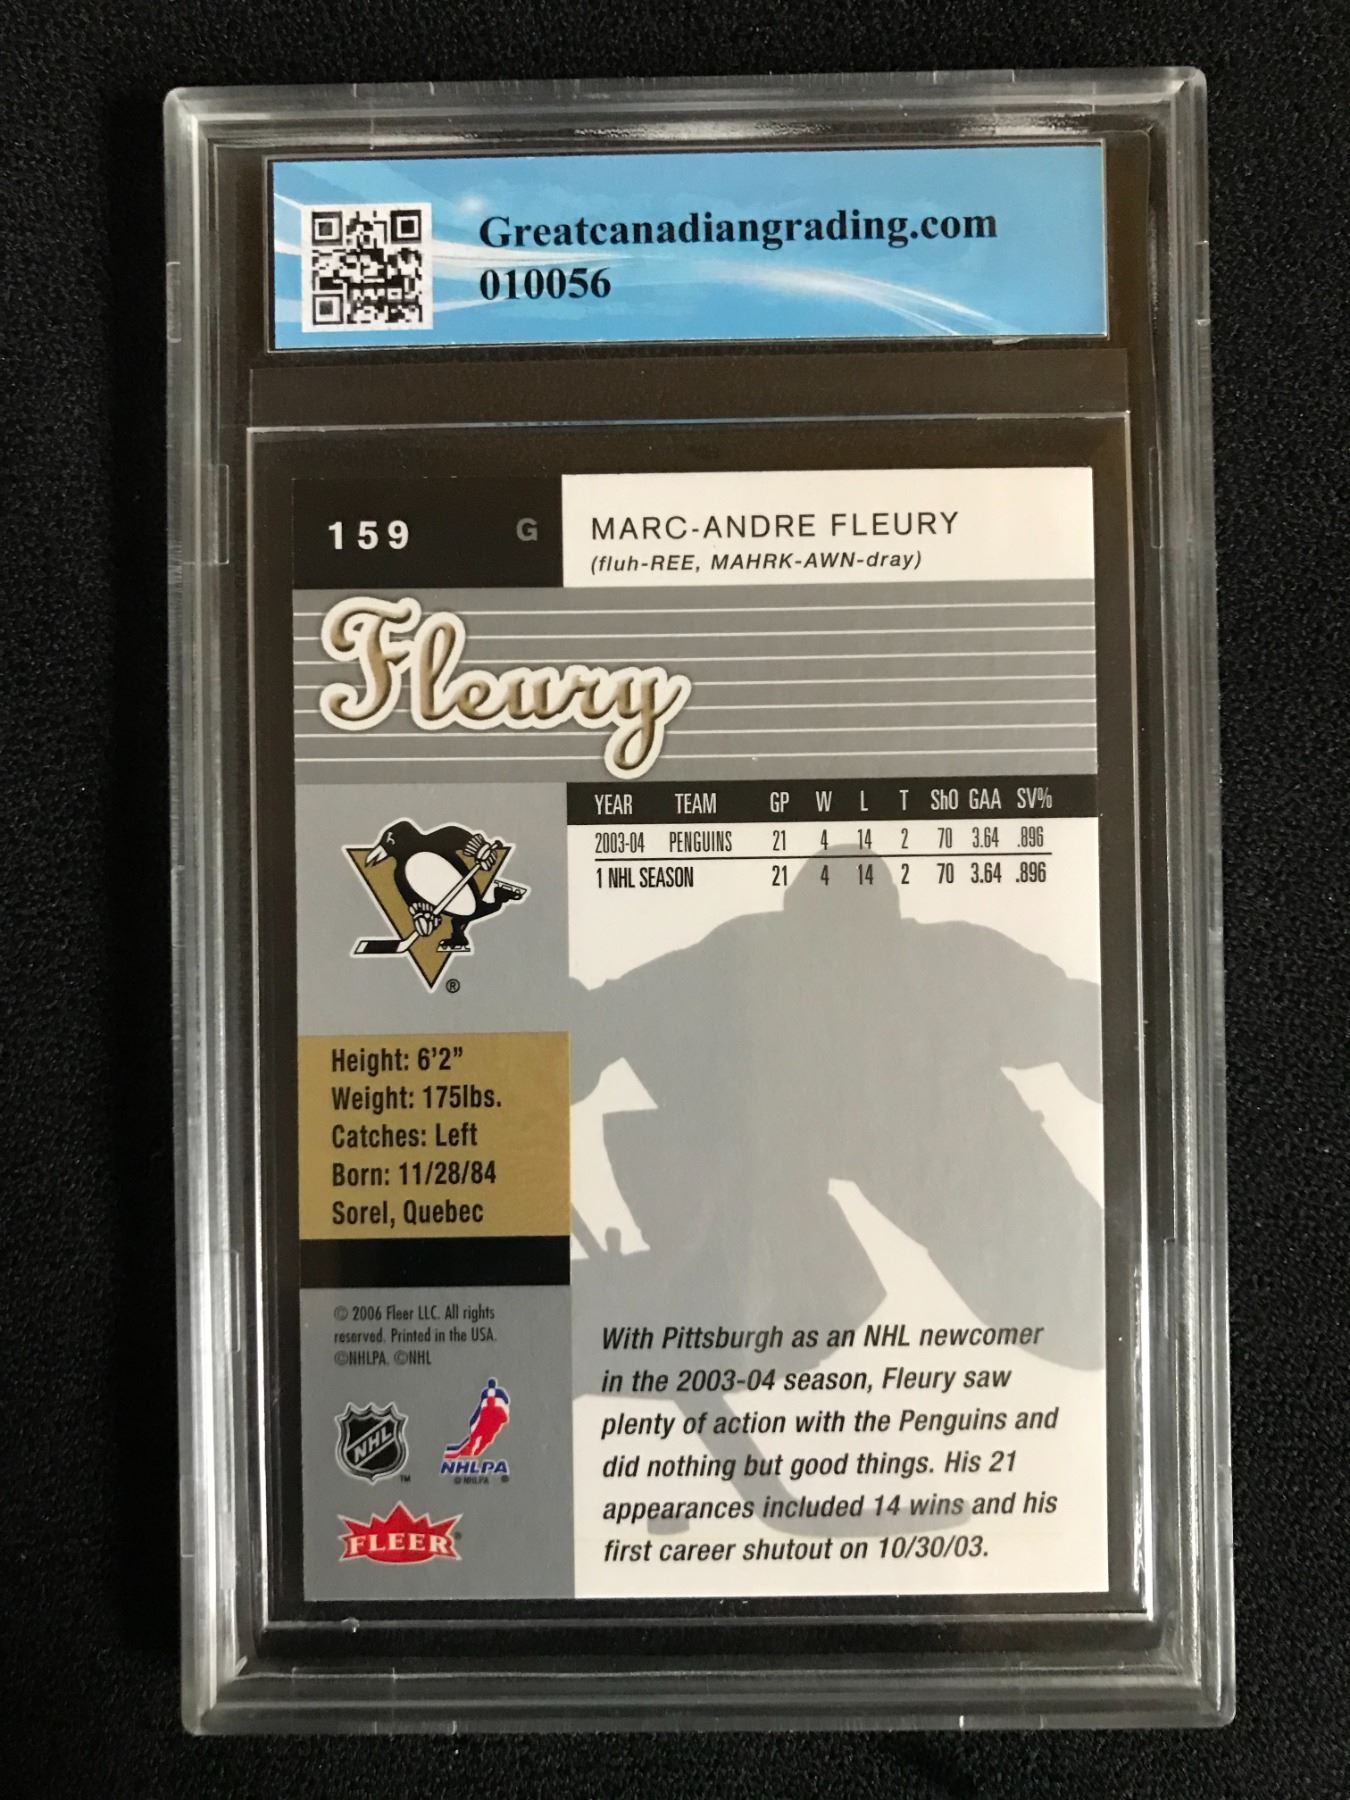 Greatcanadiangrading.com
010056
159 G MARC-ANDRE FLEURY
(fluh-REE, MAHRK-AWN-dray)
Fleury
YEAR TEAM GP W L T ShO GAA SV%
2003-04 PENGUINS 21 4 14 2 70 3.64 .896
1 NHL SEASON 21 4 14 2 70 3.64 .896
®
Height: 6'2"
Weight: 175lbs.
Catches: Left
Born: 11/28/84
Sorel, Quebec
© 2006 Fleer LLC. All rights
reserved. Printed in the USA.
©NHLPA. ©NHL
NHL ™
NHLPA
© NHLPA ®
FLEER ®
With Pittsburgh as an NHL newcomer
in the 2003-04 season, Fleury saw
plenty of action with the Penguins and
did nothing but good things. His 21
appearances included 14 wins and his
first career shutout on 10/30/03.